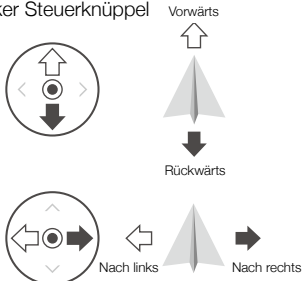 ker Steuerknüppel
Vorwärts
Rückwärts
Nach links
Nach rechts